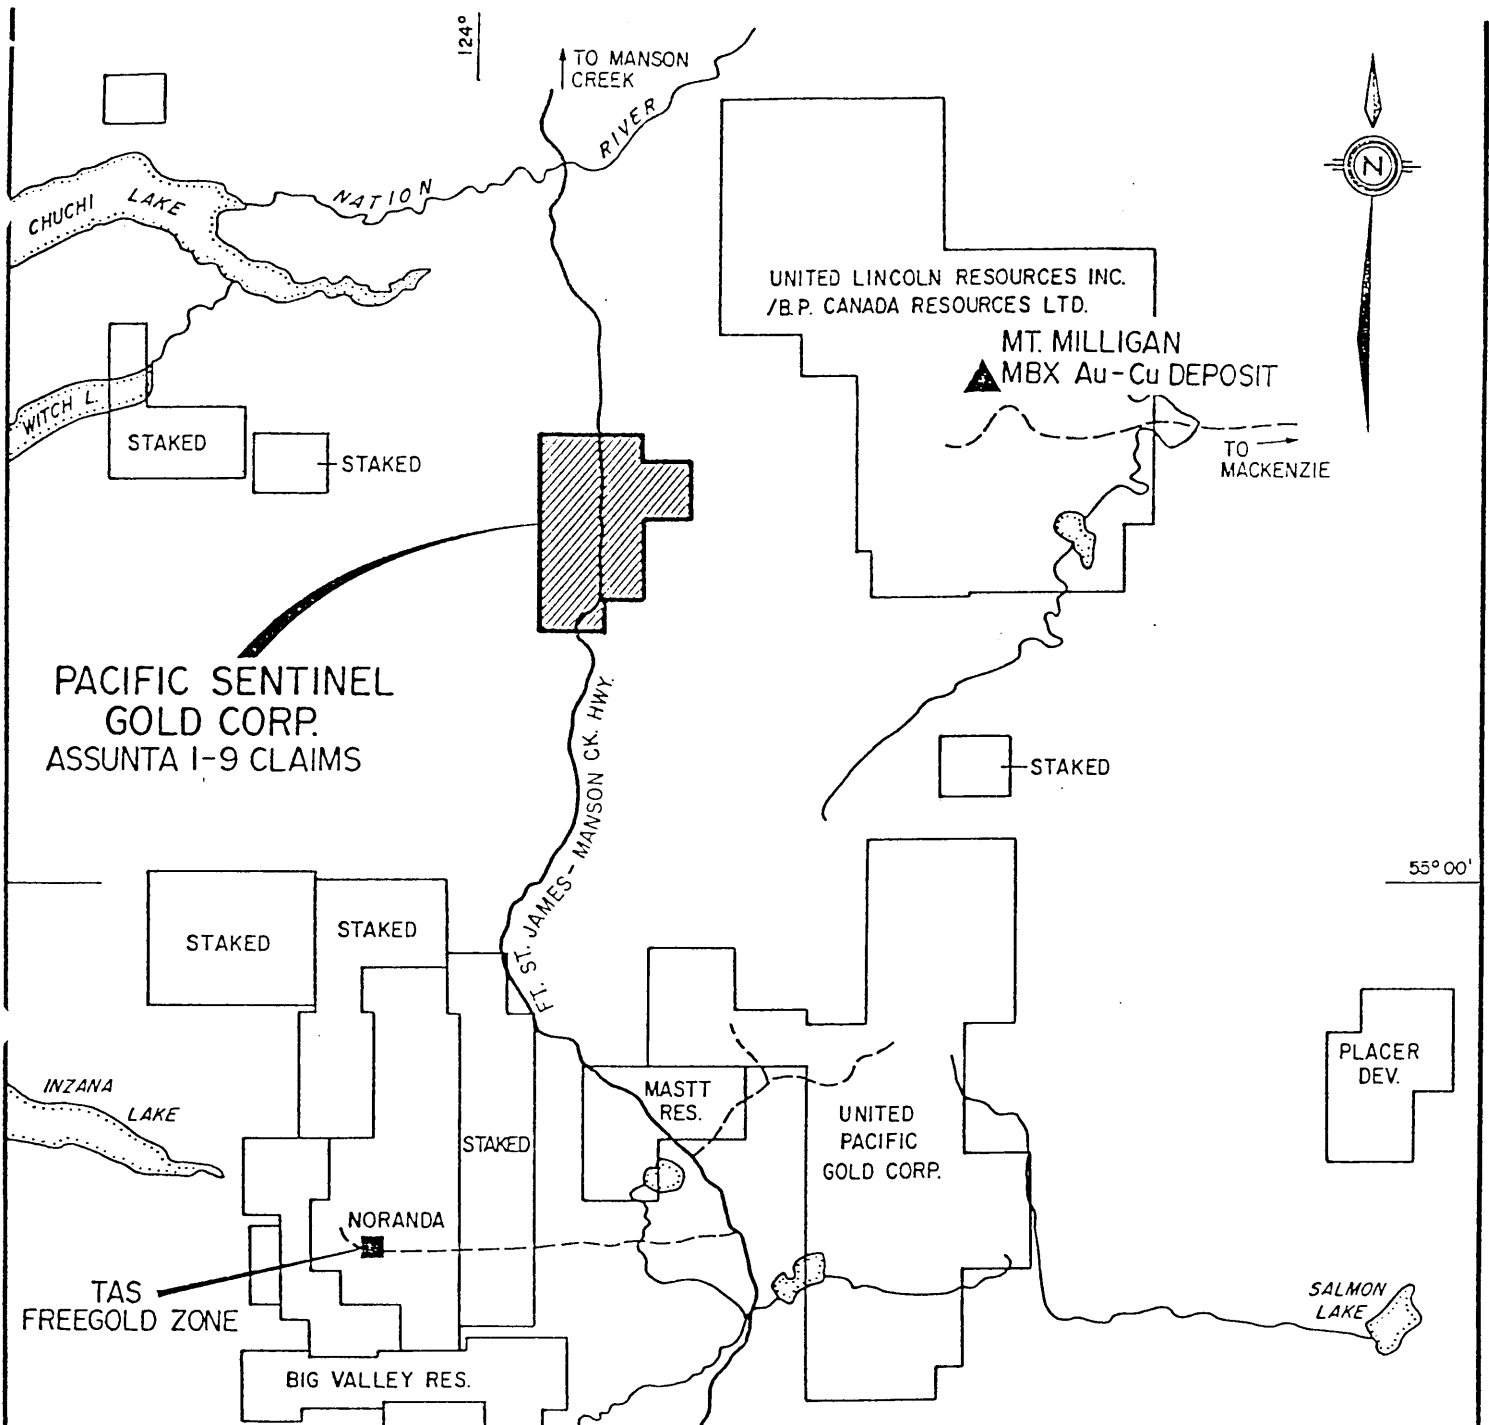 124°
TO MANSON
CREEK
NATION RIVER
CHUCHI LAKE
N
UNITED LINCOLN RESOURCES INC.
/B.P. CANADA RESOURCES LTD.
MT. MILLIGAN
MBX Au-Cu DEPOSIT
WITCH L.
STAKED
STAKED
TO
MACKENZIE
PACIFIC SENTINEL
GOLD CORP.
ASSUNTA 1-9 CLAIMS
FT. ST. JAMES - MANSON CK. HWY.
STAKED
55°00'
STAKED
STAKED
INZANA
LAKE
STAKED
MASTT
RES.
UNITED
PACIFIC
GOLD CORP.
PLACER
DEV.
NORANDA
TAS
FREEGOLD ZONE
SALMON
LAKE
BIG VALLEY RES.